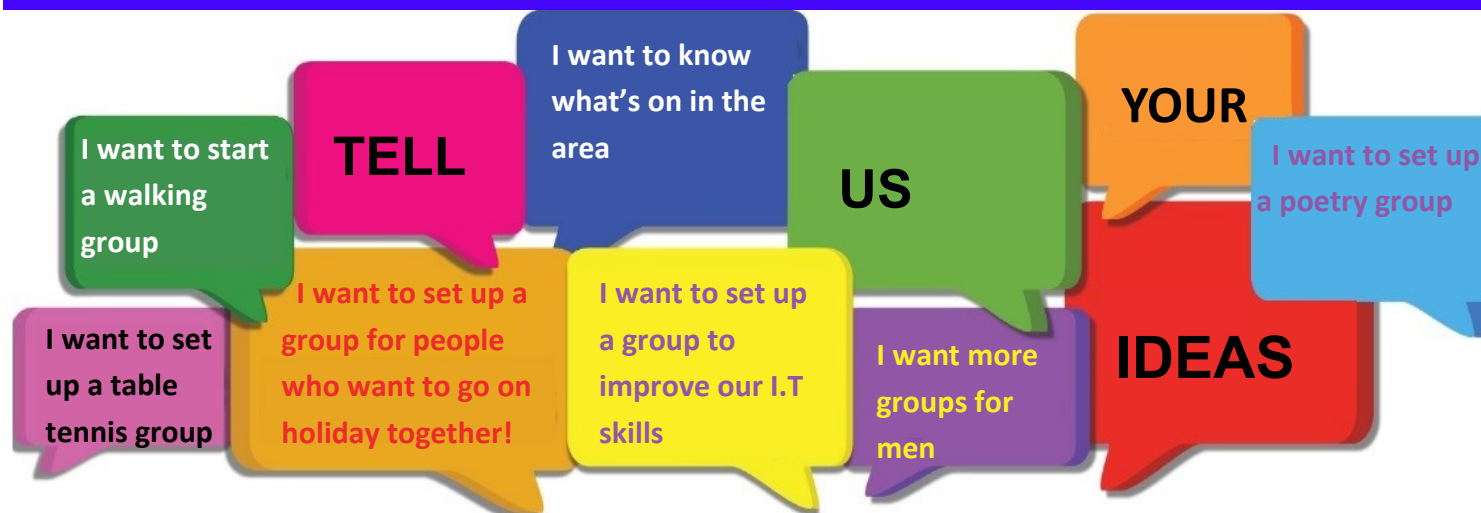 I want to start
a walking
group
TELL
I want to know
what's on in the
area
US
YOUR
I want to set up
a poetry group
I want to set
up a table
tennis group
I want to set up a
group for people
who want to go on
holiday together!
I want to set up
a group to
improve our I.T
skills
I want more
groups for
men
IDEAS